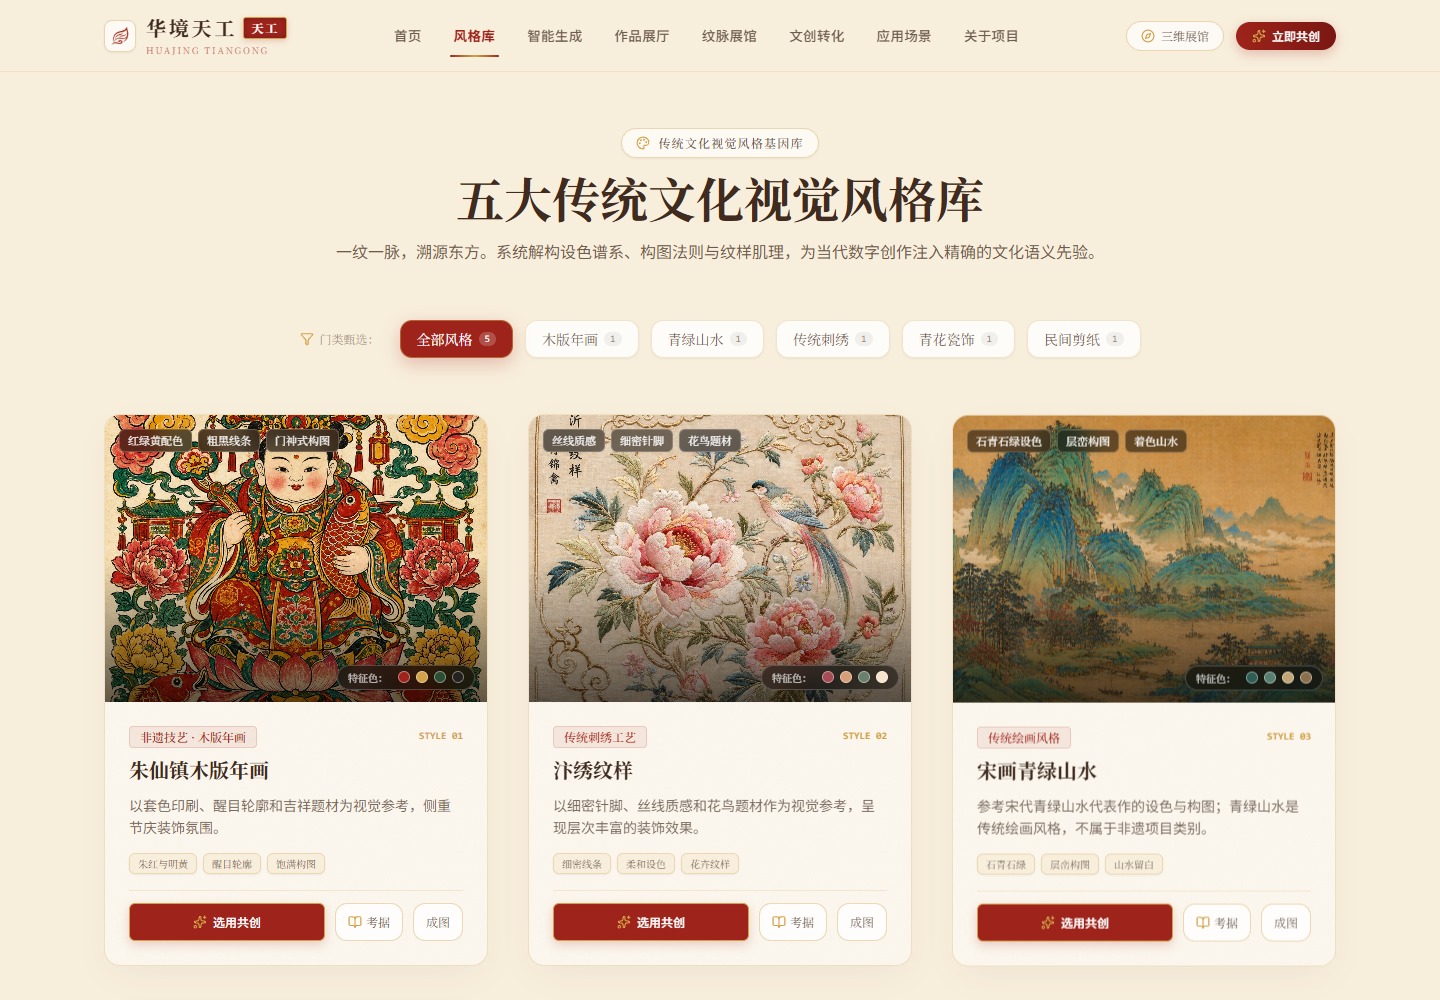 华境天工 天工
HUAJING TIANGONG
首页 风格库 智能生成 作品展厅 纹脉展馆 文创转化 应用场景 关于项目
三维展馆 立即共创
传统文化视觉风格基因库
五大传统文化视觉风格库
一纹一脉，溯源东方。系统解构设色谱系、构图法则与纹样肌理，为当代数字创作注入精确的文化语义先验。
门类甄选： 全部风格 5 木版年画 1 青绿山水 1 传统刺绣 1 青花瓷饰 1 民间剪纸 1
红绿黄配色 粗黑线条 门神式构图
特征色：
非遗技艺 · 木版年画 STYLE 01
朱仙镇木版年画
以套色印刷、醒目轮廓和吉祥题材为视觉参考，侧重
节庆装饰氛围。
朱红与明黄 醒目轮廓 饱满构图
选用共创 考据 成图
丝线质感 细密针脚 花鸟题材
特征色：
传统刺绣工艺 STYLE 02
汴绣纹样
以细密针脚、丝线质感和花鸟题材作为视觉参考，呈
现层次丰富的装饰效果。
细密线条 柔和设色 花卉纹样
选用共创 考据 成图
石青石绿设色 层峦构图 着色山水
特征色：
传统绘画风格 STYLE 03
宋画青绿山水
参考宋代青绿山水代表作的设色与构图；青绿山水是
传统绘画风格，不属于非遗项目类别。
石青石绿 层峦构图 山水留白
选用共创 考据 成图